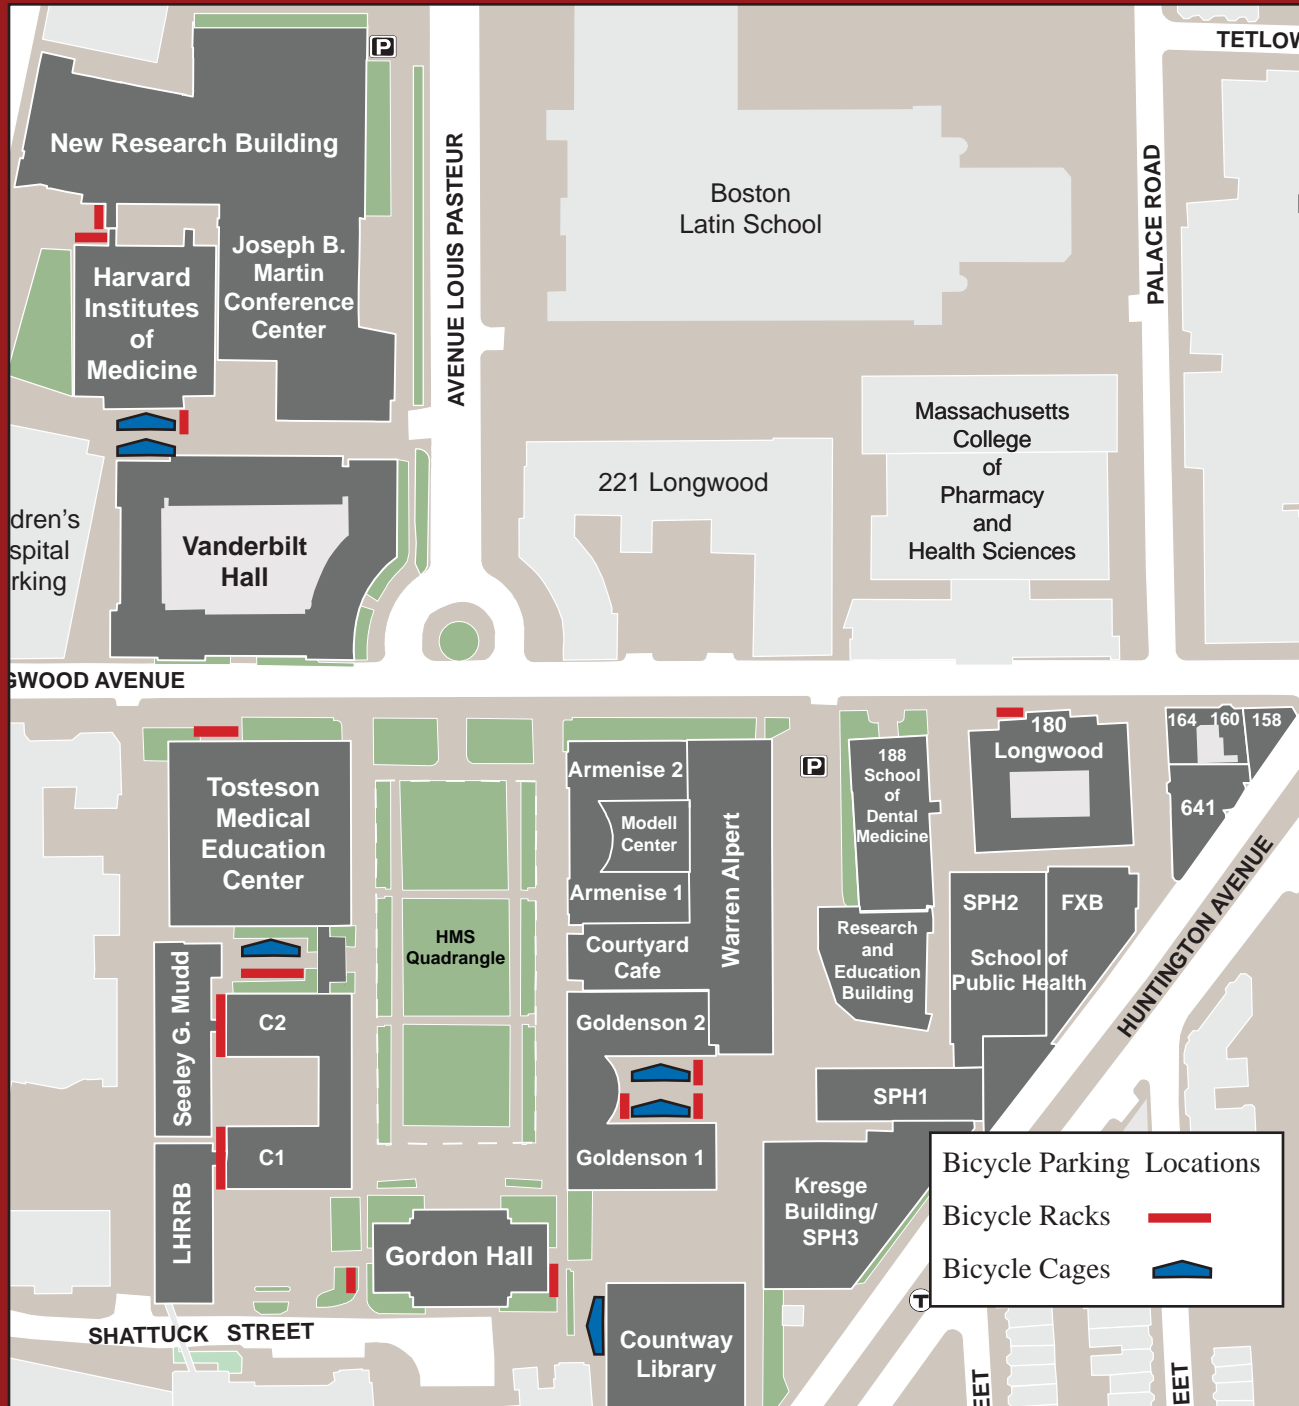 TETLOW
P
New Research Building
AVENUE LOUIS PASTEUR
Boston
Latin School
PALACE ROAD
Joseph B.
Martin
Conference
Center
Harvard
Institutes
of
Medicine
Massachusetts
College
of
Pharmacy
and
Health Sciences
221 Longwood
dren's
spital
rking
Vanderbilt
Hall
GWOOD AVENUE
164
160
158
180
Longwood
641
HUNTINGTON AVENUE
P
188
School
of
Dental
Medicine
Armenise 2
Modell
Center
Armenise 1
Warren Alpert
Courtyard
Cafe
Tosteson
Medical
Education
Center
HMS
Quadrangle
SPH2
FXB
School of
Public Health
Research
and
Education
Building
Seeley G. Mudd
C2
Goldenson 2
SPH1
C1
Goldenson 1
LHRRB
Gordon Hall
Kresge
Building/
SPH3
Bicycle Parking Locations
Bicycle Racks
Bicycle Cages
T
SHATTUCK STREET
Countway
Library
EET
EET